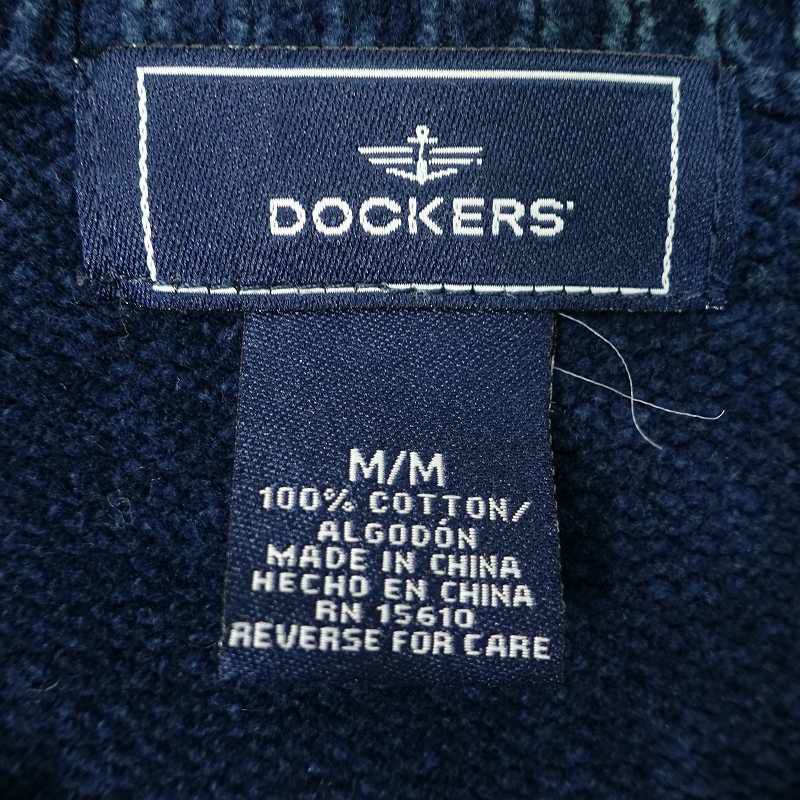 DOCKERS
M/M
100% COTTON/
ALGODÓN
MADE IN CHINA
HECHO EN CHINA
RN 15610
REVERSE FOR CARE